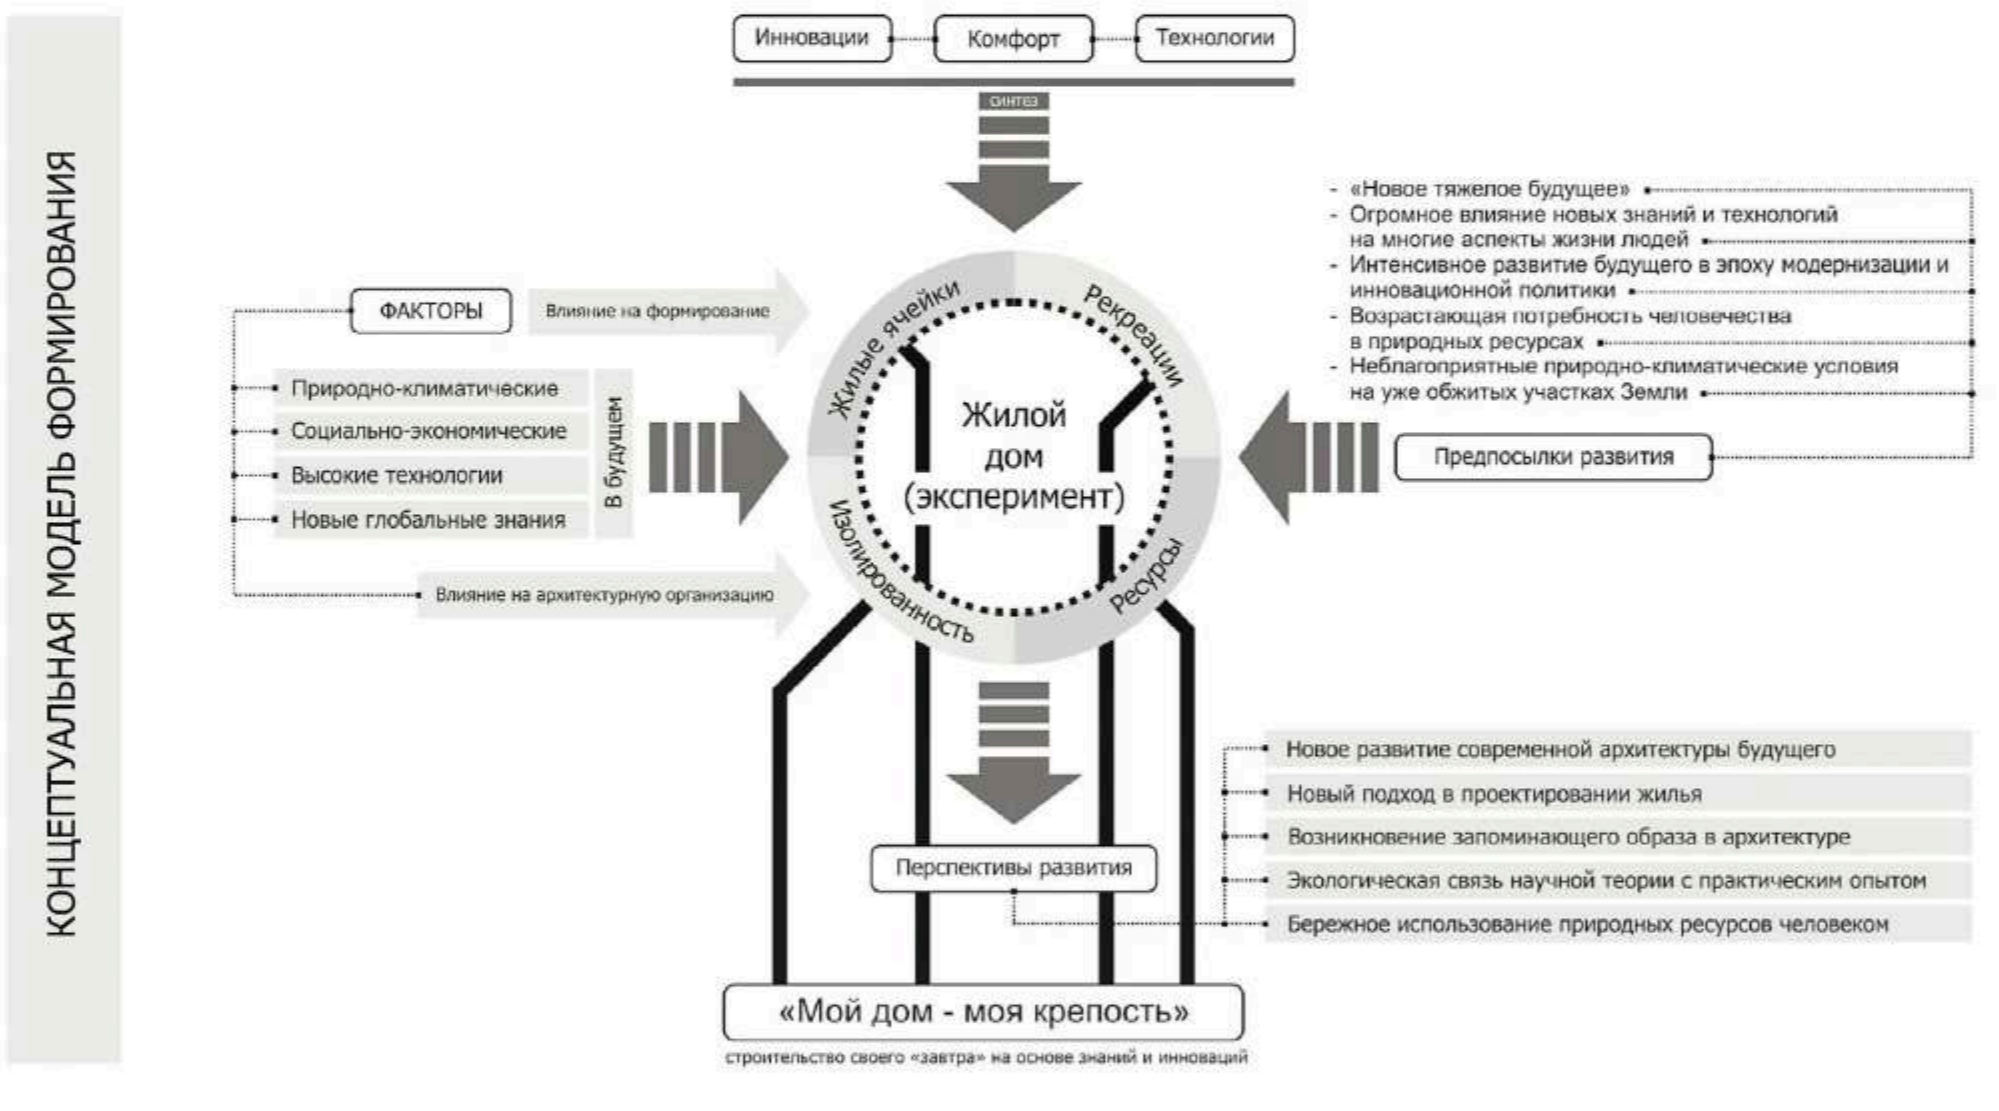 КОНЦЕПТУАЛЬНАЯ МОДЕЛЬ ФОРМИРОВАНИЯ
Инновации
Комфорт
Технологии
синтез
ФАКТОРЫ
Влияние на формирование
Природно-климатические
Социально-экономические
Высокие технологии
Новые глобальные знания
В будущем
Влияние на архитектурную организацию
Жилые ячейки
Рекреации
Изолированность
Ресурсы
Жилой
дом
(эксперимент)
- «Новое тяжелое будущее»
- Огромное влияние новых знаний и технологий
на многие аспекты жизни людей
- Интенсивное развитие будущего в эпоху модернизации и
инновационной политики
- Возрастающая потребность человечества
в природных ресурсах
- Неблагоприятные природно-климатические условия
на уже обжитых участках Земли
Предпосылки развития
Перспективы развития
Новое развитие современной архитектуры будущего
Новый подход в проектировании жилья
Возникновение запоминающего образа в архитектуре
Экологическая связь научной теории с практическим опытом
Бережное использование природных ресурсов человеком
«Мой дом - моя крепость»
строительство своего «завтра» на основе знаний и инноваций